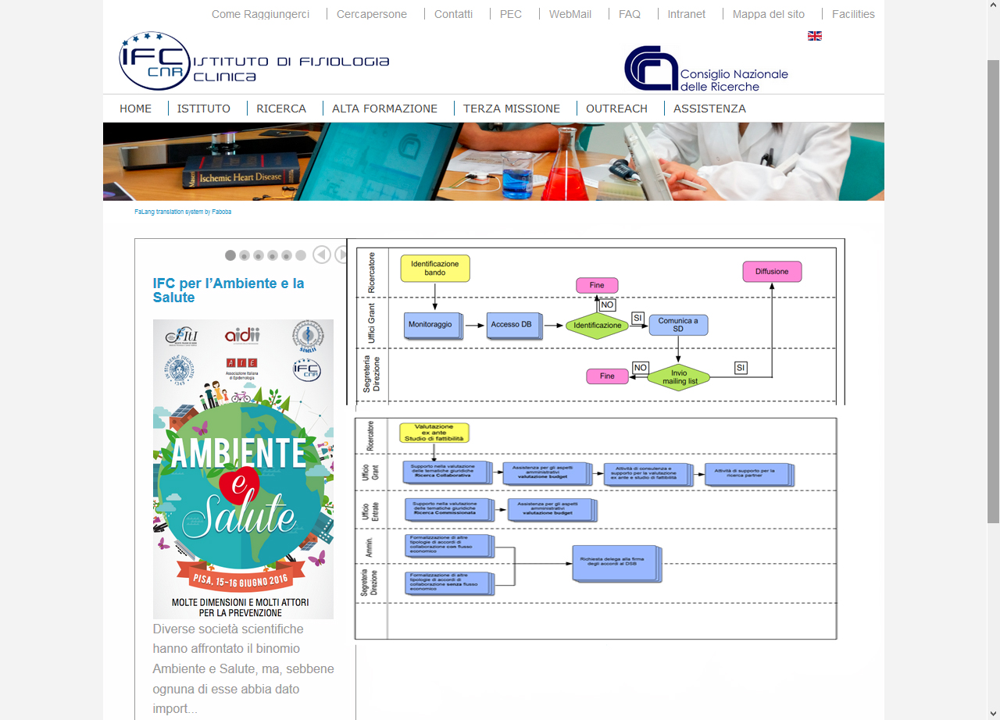 Come Raggiungerci
Cercapersone
Contatti
PEC
WebMail
FAQ
Intranet
Mappa del sito
Facilities
IFC
CNR
ISTITUTO DI FISIOLOGIA
CLINICA
Consiglio Nazionale
delle Ricerche
HOME
ISTITUTO
RICERCA
ALTA FORMAZIONE
TERZA MISSIONE
OUTREACH
ASSISTENZA
Maseri
Ischemic Heart Disease
FaLang translation system by Faboba
IFC per l'Ambiente e la
Salute
aidii
SIMLII
AIE
Associazione Italiana
di Epidemiologia
IFC
CNR
AMBIENTE
e
Salute
PISA, 15-16 GIUGNO 2016
MOLTE DIMENSIONI E MOLTI ATTORI
PER LA PREVENZIONE
Diverse società scientifiche
hanno affrontato il binomio
Ambiente e Salute, ma, sebbene
ognuna di esse abbia dato
import...
Ricercatore
Identificazione
bando
Fine
Diffusione
Uffici Grant
Monitoraggio
Accesso DB
Identificazione
NO
SI
Comunica a
SD
Segreteria
Direzione
Fine
NO
Invio
mailing list
SI
Ricercatore
Valutazione
ex ante
Studio di fattibilità
Ufficio
Grant
Supporto nella valutazione
delle tematiche giuridiche
Ricerca Collaborativa
Assistenza per gli aspetti
amministrativi
valutazione budget
Attività di consulenza e
supporto per la valutazione
ex ante e studio di fattibilità
Attività di supporto per la
ricerca partner
Ufficio
Entrate
Supporto nella valutazione
delle tematiche giuridiche
Ricerca Commissionata
Assistenza per gli aspetti
amministrativi
valutazione budget
Ammin.
Formalizzazione di altre
tipologie di accordi di
collaborazione con flusso
economico
Richiesta delega alla firma
degli accordi al DSB
Segreteria
Direzione
Formalizzazione di altre
tipologie di accordi di
collaborazione senza flusso
economico